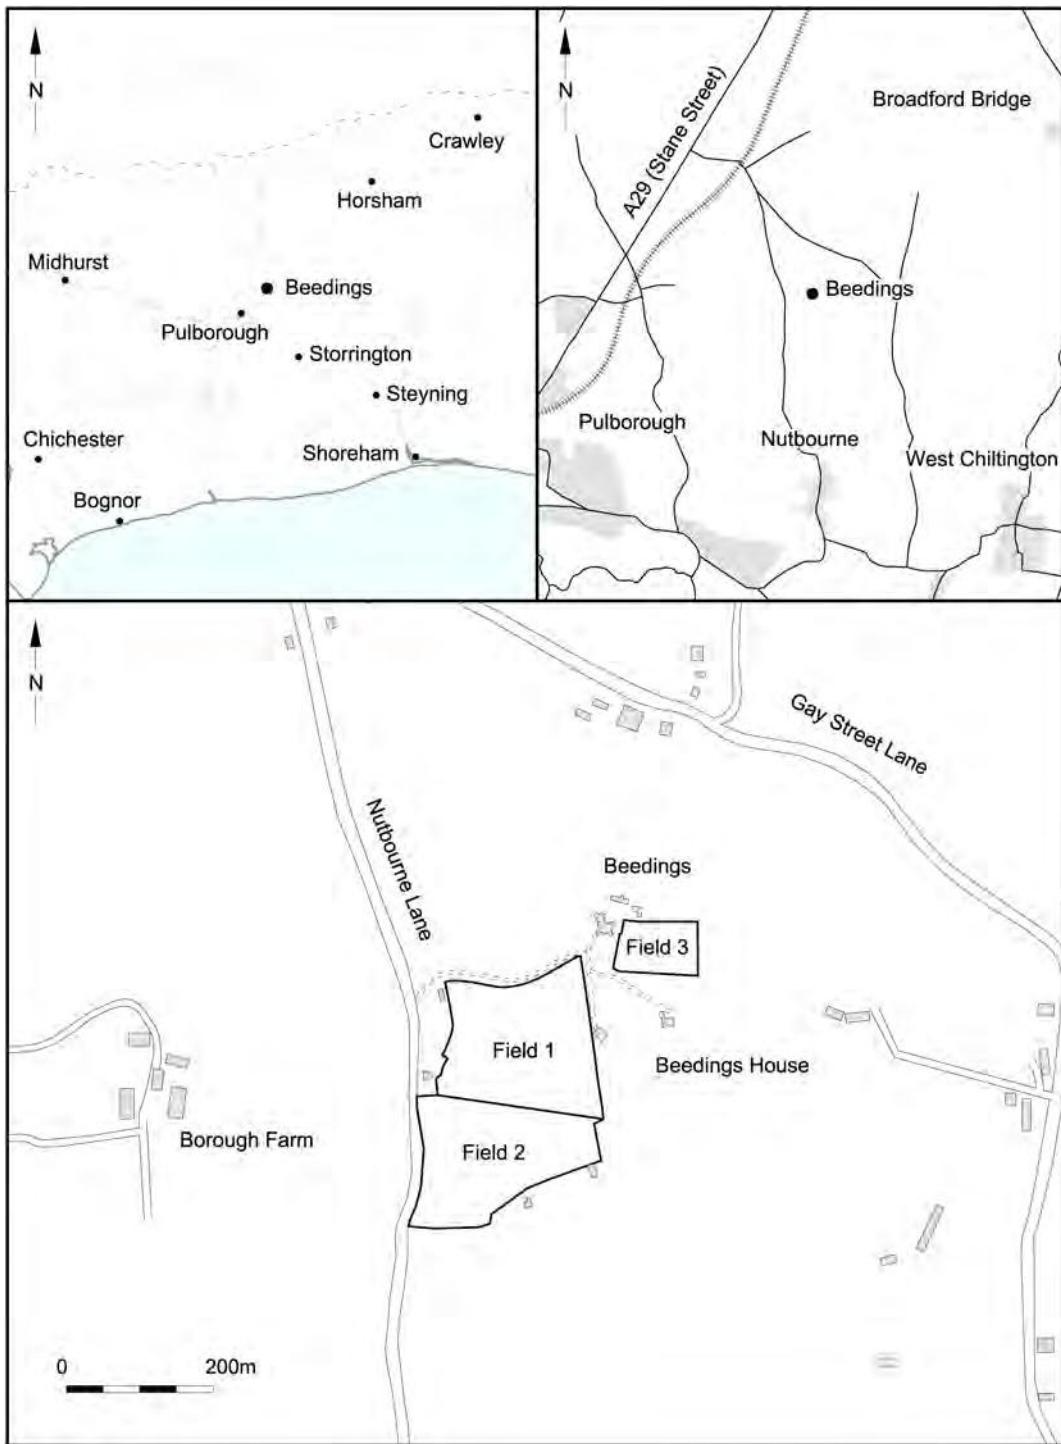 N
Crawley
Horsham
Midhurst
Beedings
Pulborough
Storrington
Steyning
Chichester
Shoreham
Bognor
N
A29 (Stane Street)
Broadford Bridge
Beedings
Pulborough
Nutbourne
West Chiltington
N
Gay Street Lane
Nutbourne Lane
Beedings
Field 3
Field 1
Beedings House
Borough Farm
Field 2
0 200m